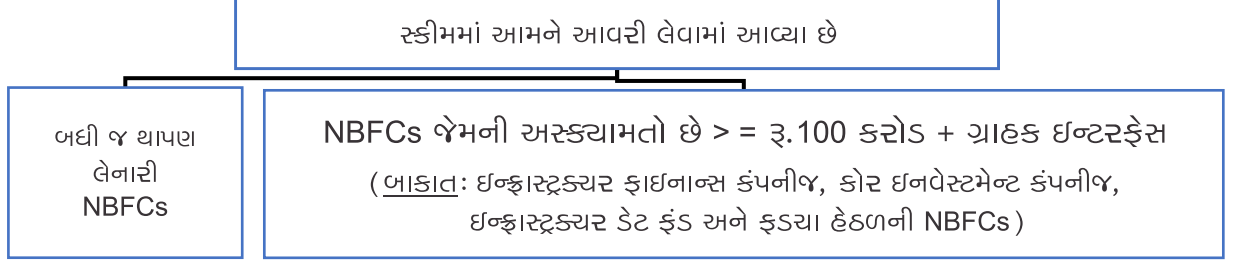 સ્કીમમાં આમને આવરી લેવામાં આવ્યા છે
બધી જ થાપણ
લેનારી
NBFCs
NBFCs જેમની અસ્ક્યામતો છે > = રૂ.100 કરોડ + ગ્રાહક ઇન્ટરફેસ
(બાકાત: ઇન્ફ્રાસ્ટ્રક્ચર ફાઇનાન્સ કંપનીજ, કોર ઇનવેસ્ટમેન્ટ કંપનીજ,
ઇન્ફ્રાસ્ટ્રક્ચર ડેટ ફંડ અને ફડચા હેઠળની NBFCs)